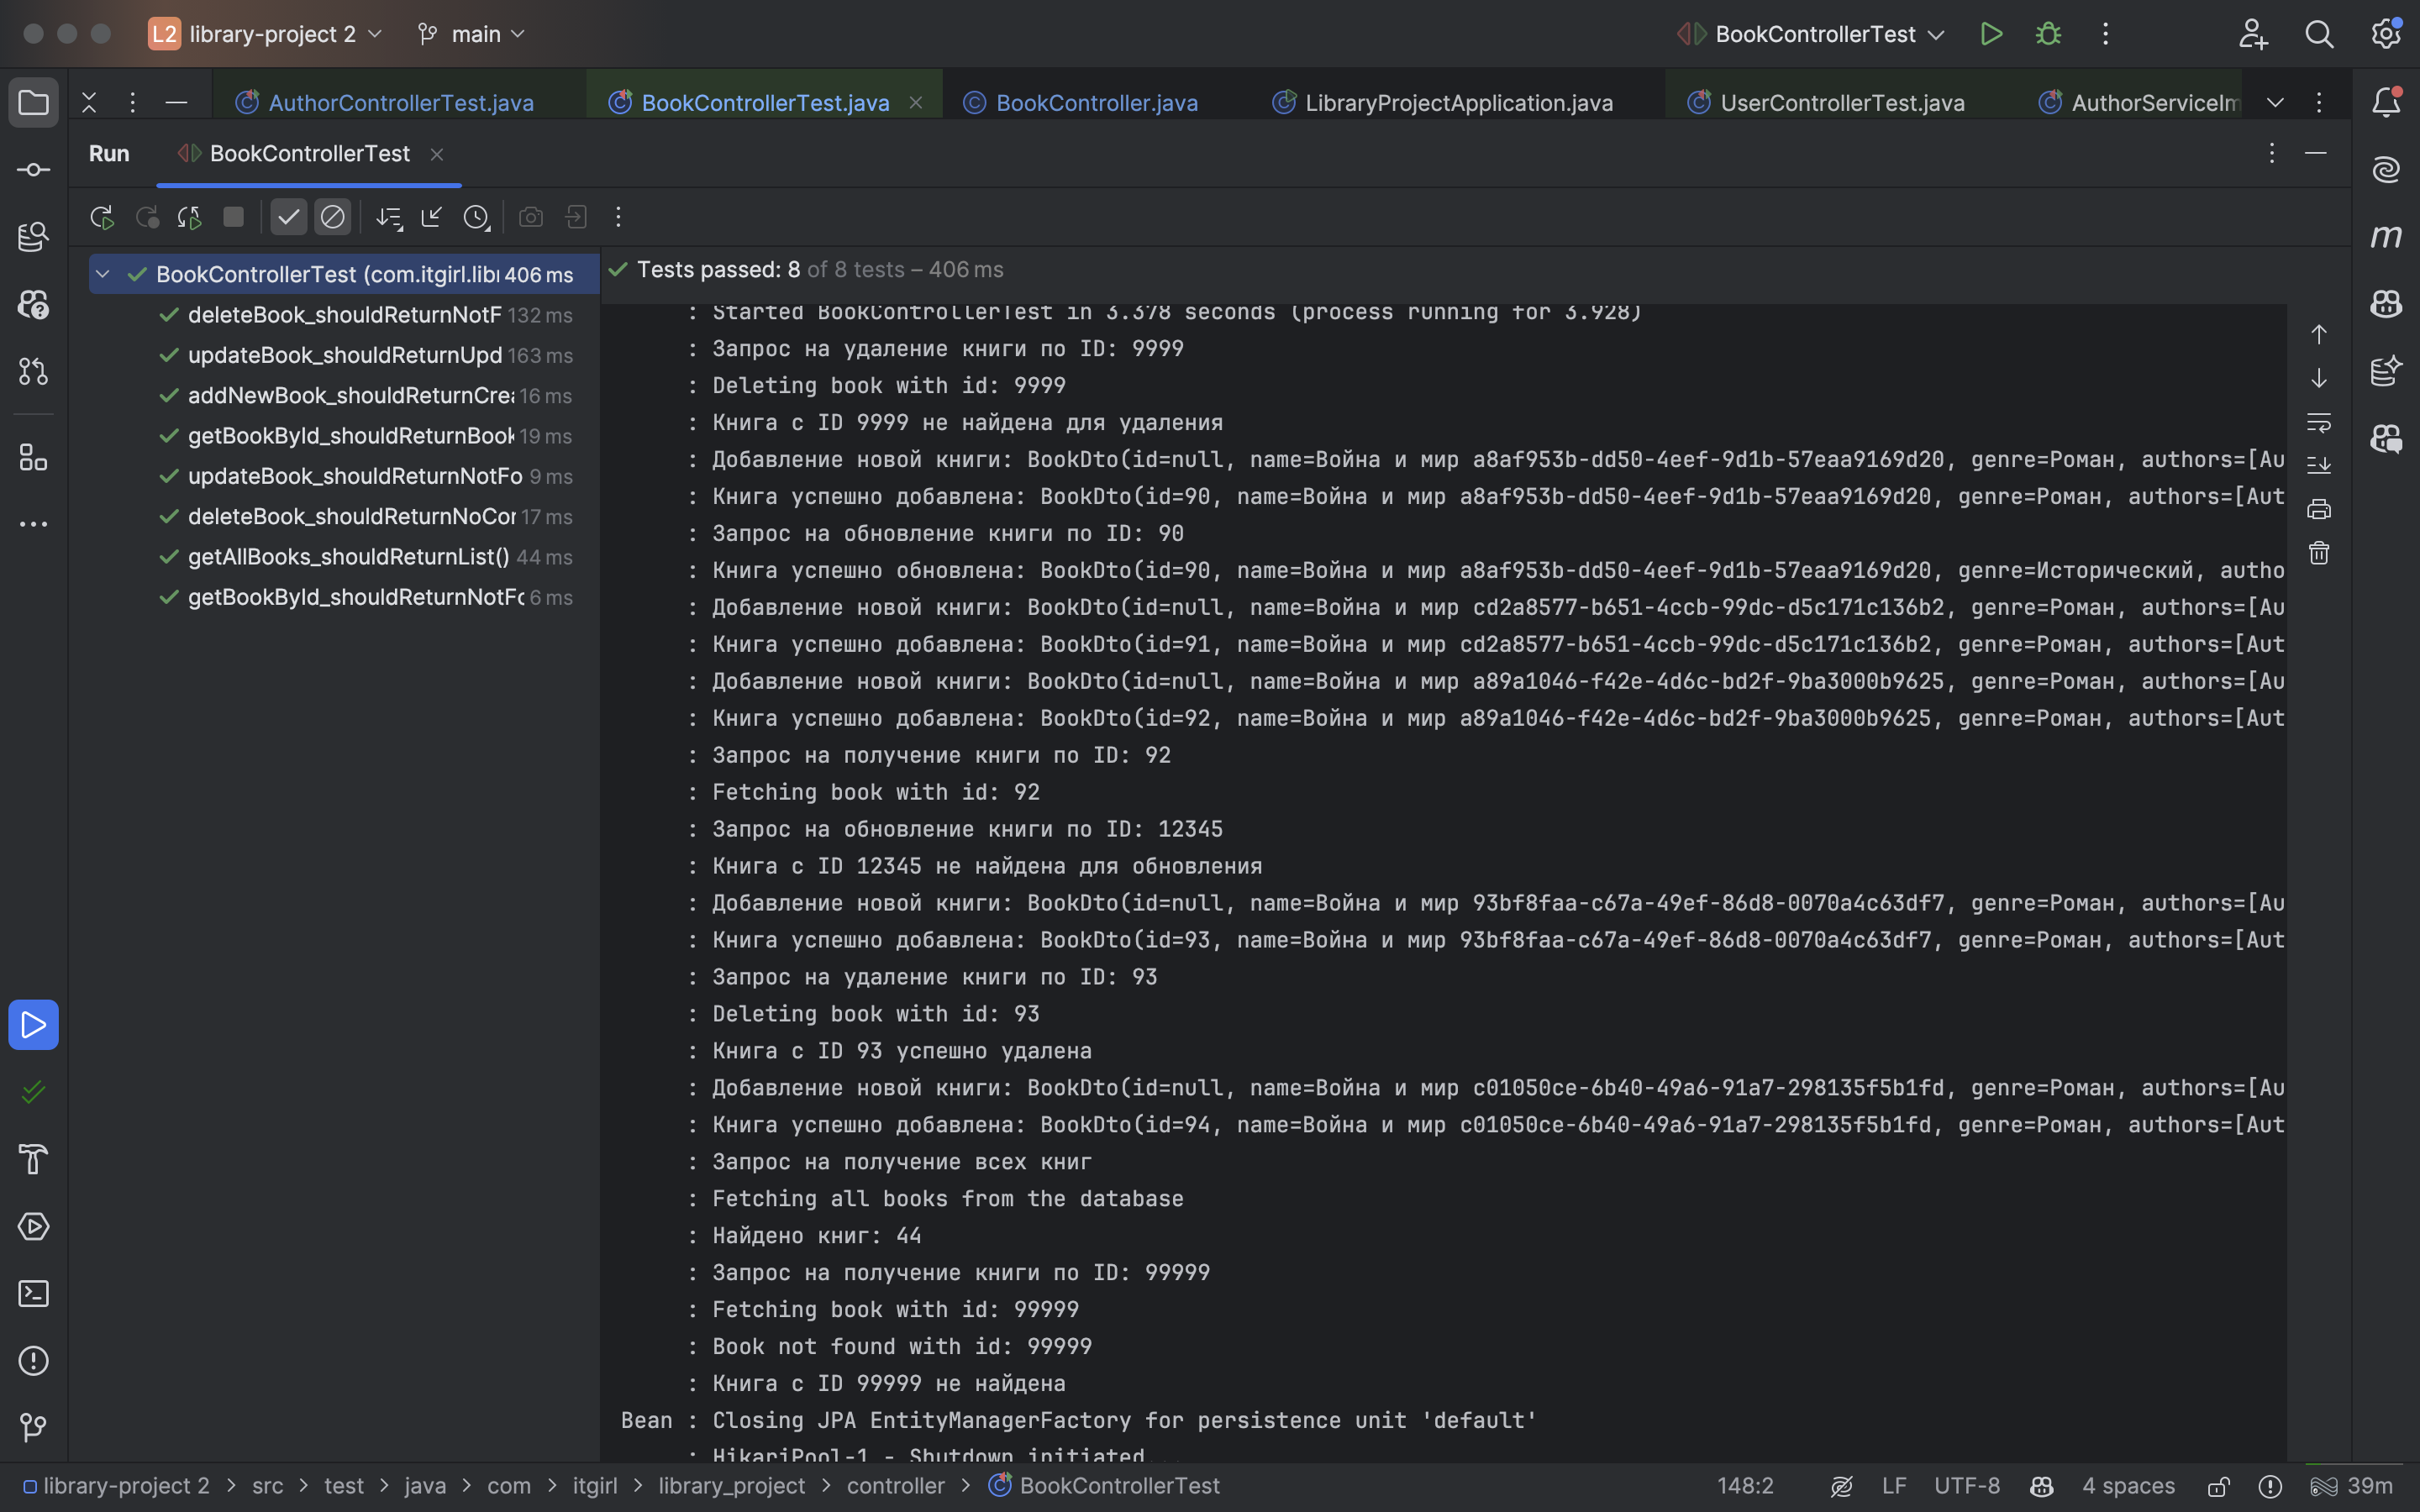 L2 library-project 2 main BookControllerTest
AuthorControllerTest.java BookControllerTest.java BookController.java LibraryProjectApplication.java UserControllerTest.java AuthorServiceIm
Run BookControllerTest
BookControllerTest (com.itgirl.lib 406 ms
deleteBook_shouldReturnNotF 132 ms
updateBook_shouldReturnUpd 163 ms
addNewBook_shouldReturnCre 16 ms
getBookById_shouldReturnBook 19 ms
updateBook_shouldReturnNotFo 9 ms
deleteBook_shouldReturnNoCon 17 ms
getAllBooks_shouldReturnList() 44 ms
getBookById_shouldReturnNotFo 6 ms
Tests passed: 8 of 8 tests – 406 ms
: Started BookControllerTest in 3.378 seconds (process running for 3.928)
: Запрос на удаление книги по ID: 9999
: Deleting book with id: 9999
: Книга с ID 9999 не найдена для удаления
: Добавление новой книги: BookDto(id=null, name=Война и мир a8af953b-dd50-4eef-9d1b-57eaa9169d20, genre=Роман, authors=[Au
: Книга успешно добавлена: BookDto(id=90, name=Война и мир a8af953b-dd50-4eef-9d1b-57eaa9169d20, genre=Роман, authors=[Aut
: Запрос на обновление книги по ID: 90
: Книга успешно обновлена: BookDto(id=90, name=Война и мир a8af953b-dd50-4eef-9d1b-57eaa9169d20, genre=Исторический, autho
: Добавление новой книги: BookDto(id=null, name=Война и мир cd2a8577-b651-4ccb-99dc-d5c171c136b2, genre=Роман, authors=[Au
: Книга успешно добавлена: BookDto(id=91, name=Война и мир cd2a8577-b651-4ccb-99dc-d5c171c136b2, genre=Роман, authors=[Aut
: Добавление новой книги: BookDto(id=null, name=Война и мир a89a1046-f42e-4d6c-bd2f-9ba3000b9625, genre=Роман, authors=[Au
: Книга успешно добавлена: BookDto(id=92, name=Война и мир a89a1046-f42e-4d6c-bd2f-9ba3000b9625, genre=Роман, authors=[Aut
: Запрос на получение книги по ID: 92
: Fetching book with id: 92
: Запрос на обновление книги по ID: 12345
: Книга с ID 12345 не найдена для обновления
: Добавление новой книги: BookDto(id=null, name=Война и мир 93bf8faa-c67a-49ef-86d8-0070a4c63df7, genre=Роман, authors=[Au
: Книга успешно добавлена: BookDto(id=93, name=Война и мир 93bf8faa-c67a-49ef-86d8-0070a4c63df7, genre=Роман, authors=[Aut
: Запрос на удаление книги по ID: 93
: Deleting book with id: 93
: Книга с ID 93 успешно удалена
: Добавление новой книги: BookDto(id=null, name=Война и мир c01050ce-6b40-49a6-91a7-298135f5b1fd, genre=Роман, authors=[Au
: Книга успешно добавлена: BookDto(id=94, name=Война и мир c01050ce-6b40-49a6-91a7-298135f5b1fd, genre=Роман, authors=[Aut
: Запрос на получение всех книг
: Fetching all books from the database
: Найдено книг: 44
: Запрос на получение книги по ID: 99999
: Fetching book with id: 99999
: Book not found with id: 99999
: Книга с ID 99999 не найдена
Bean : Closing JPA EntityManagerFactory for persistence unit 'default'
: HikariPool-1 - Shutdown initiated...
library-project 2 > src > test > java > com > itgirl > library_project > controller > BookControllerTest 148:2 LF UTF-8 4 spaces 39m